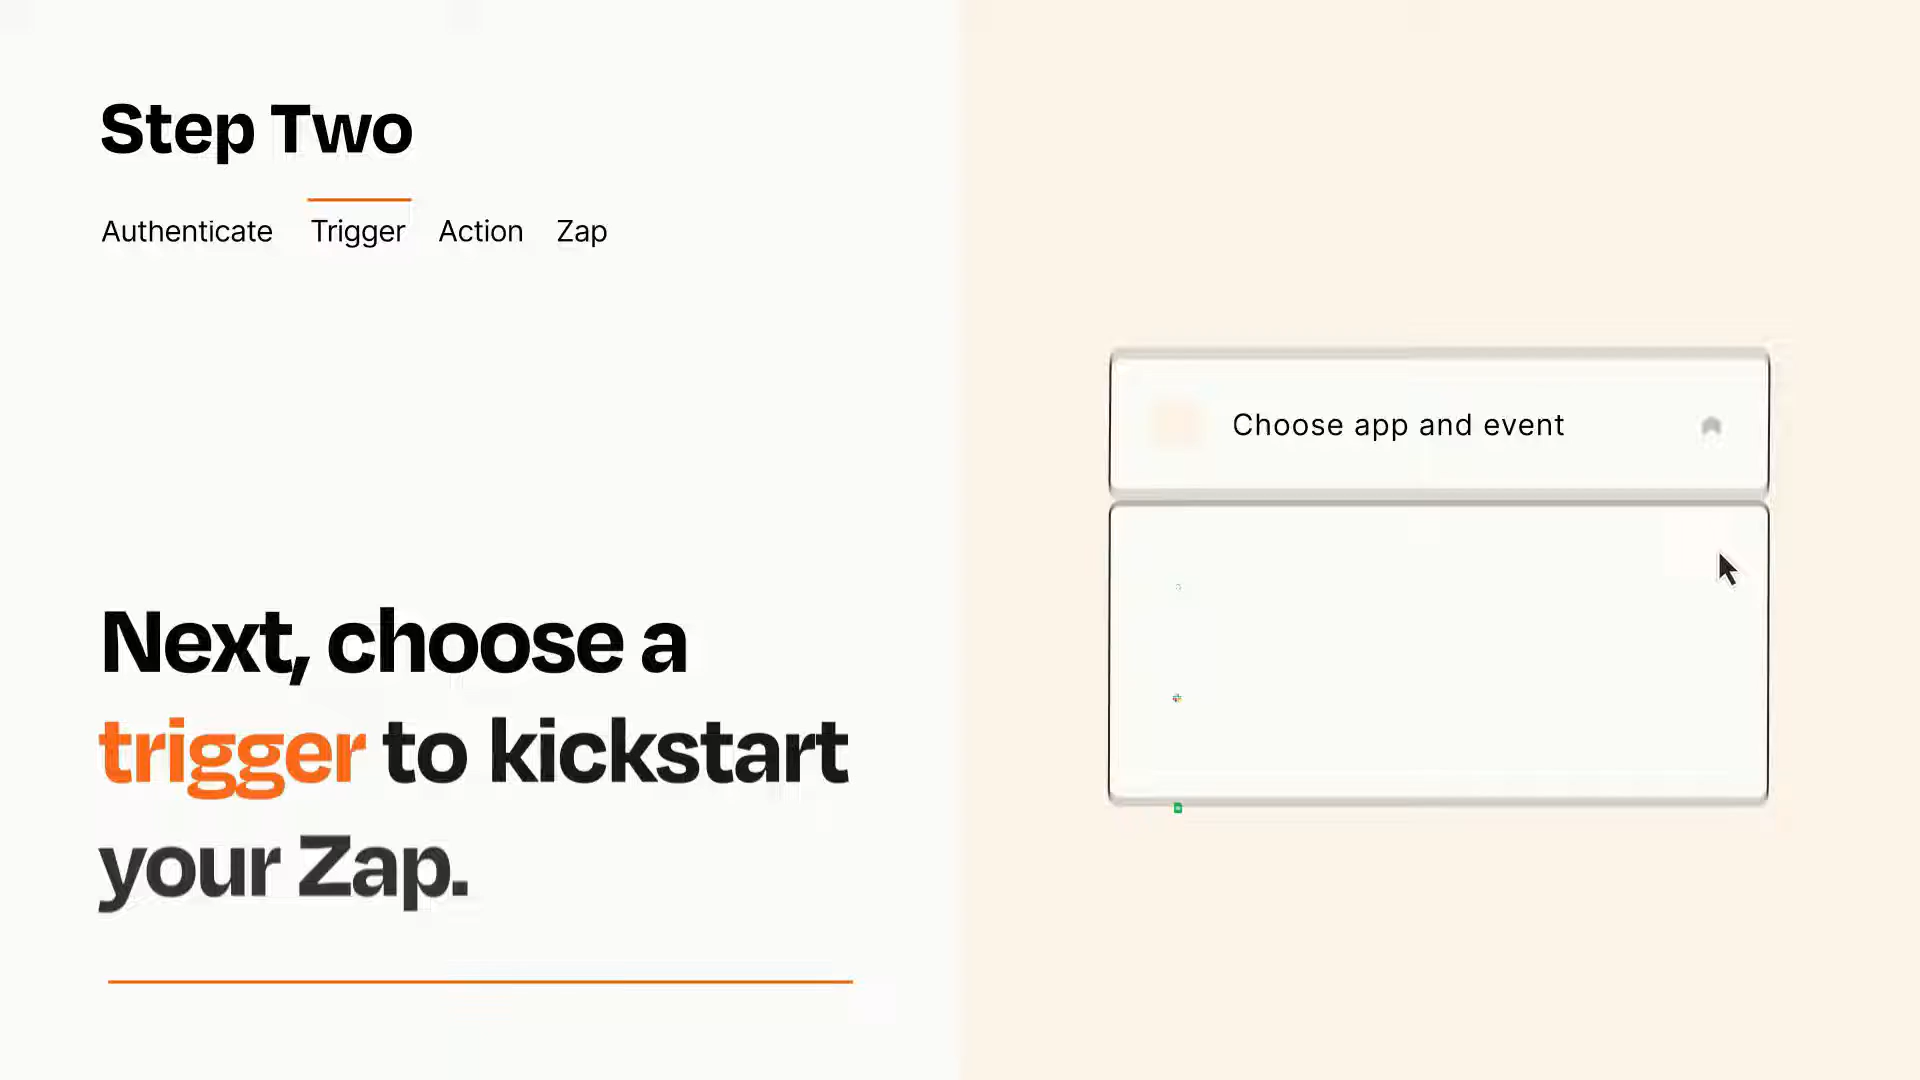 Step Two
Authenticate Trigger Action Zap
Next, choose a
trigger to kickstart
your Zap.
Choose app and event